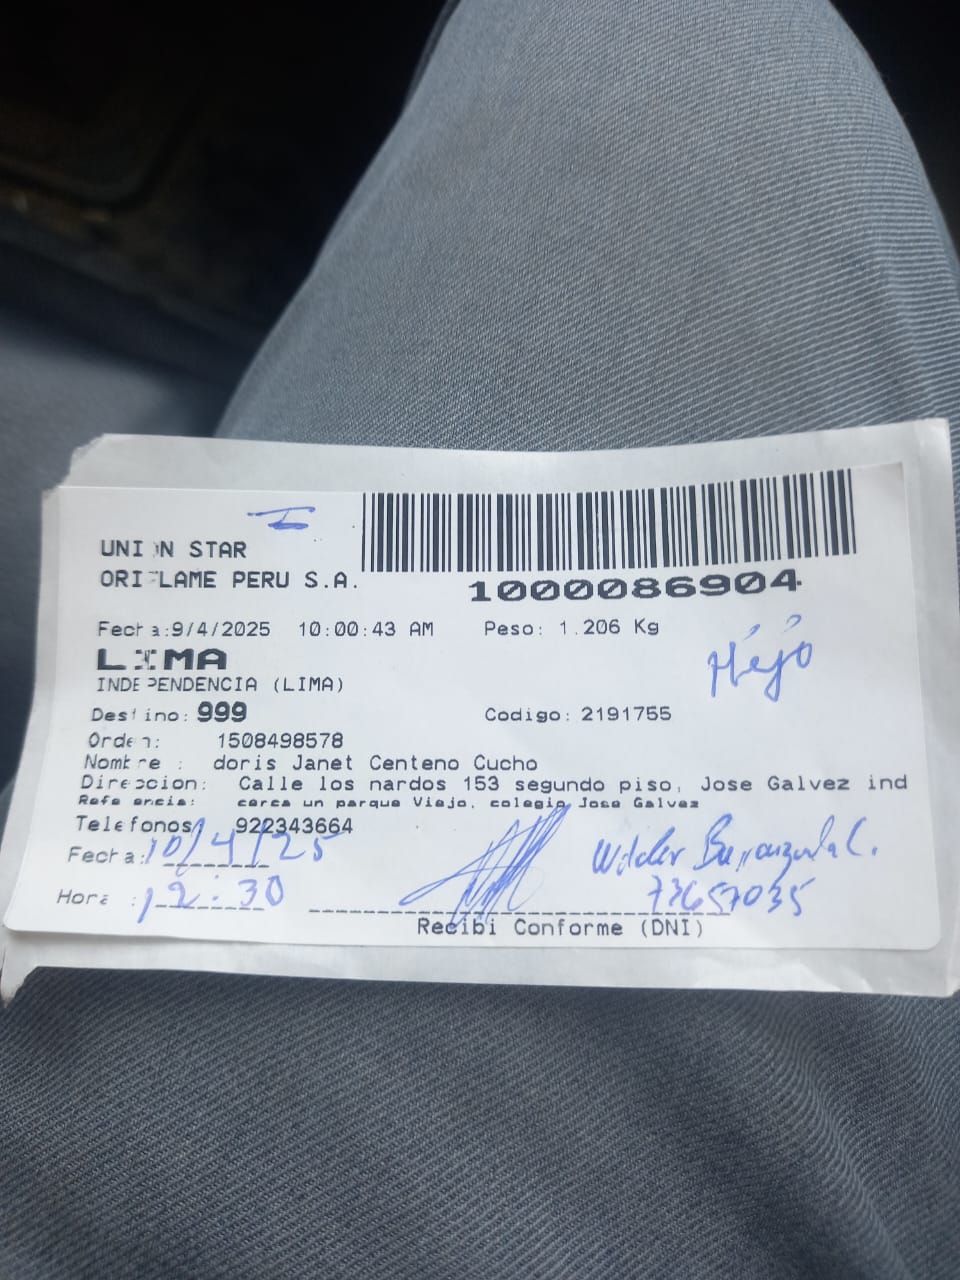 UNION STAR
ORIFLAME PERU S.A.
1000086904
Fecha:9/4/2025 10:00:43 AM Peso: 1.206 Kg
LIMA
INDEPENDENCIA (LIMA)
Destino: 999 Codigo: 2191755
Orden: 1508498578
Nombre : doris Janet Centeno Cucho
Direccion: Calle los nardos 153 segundo piso, Jose Galvez ind
Referencia: cerca un parque Viejo, colegio Jose Galvez
Telefonos 922343664
Fecha: 10/4/25
Hora : 12:30 73657035
Recibi Conforme (DNI)